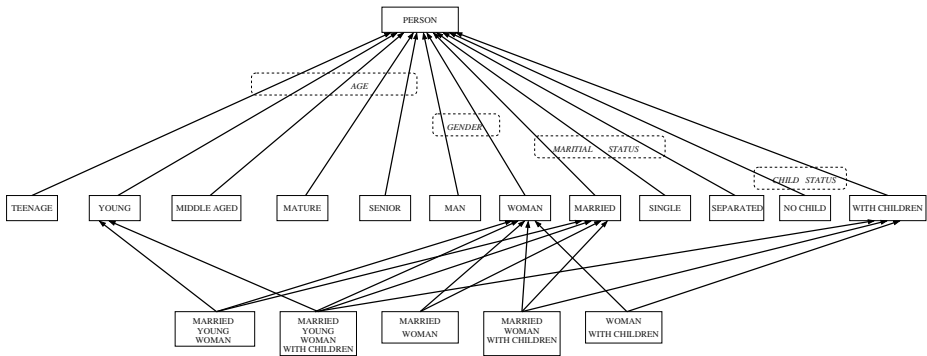 PERSON
AGE
GENDER
MARITIAL STATUS
CHILD STATUS
TEENAGE
YOUNG
MIDDLE AGED
MATURE
SENIOR
MAN
WOMAN
MARRIED
SINGLE
SEPARATED
NO CHILD
WITH CHILDREN
MARRIED
YOUNG
WOMAN
MARRIED
YOUNG
WOMAN
WITH CHILDREN
MARRIED
WOMAN
MARRIED
WOMAN
WITH CHILDREN
WOMAN
WITH CHILDREN